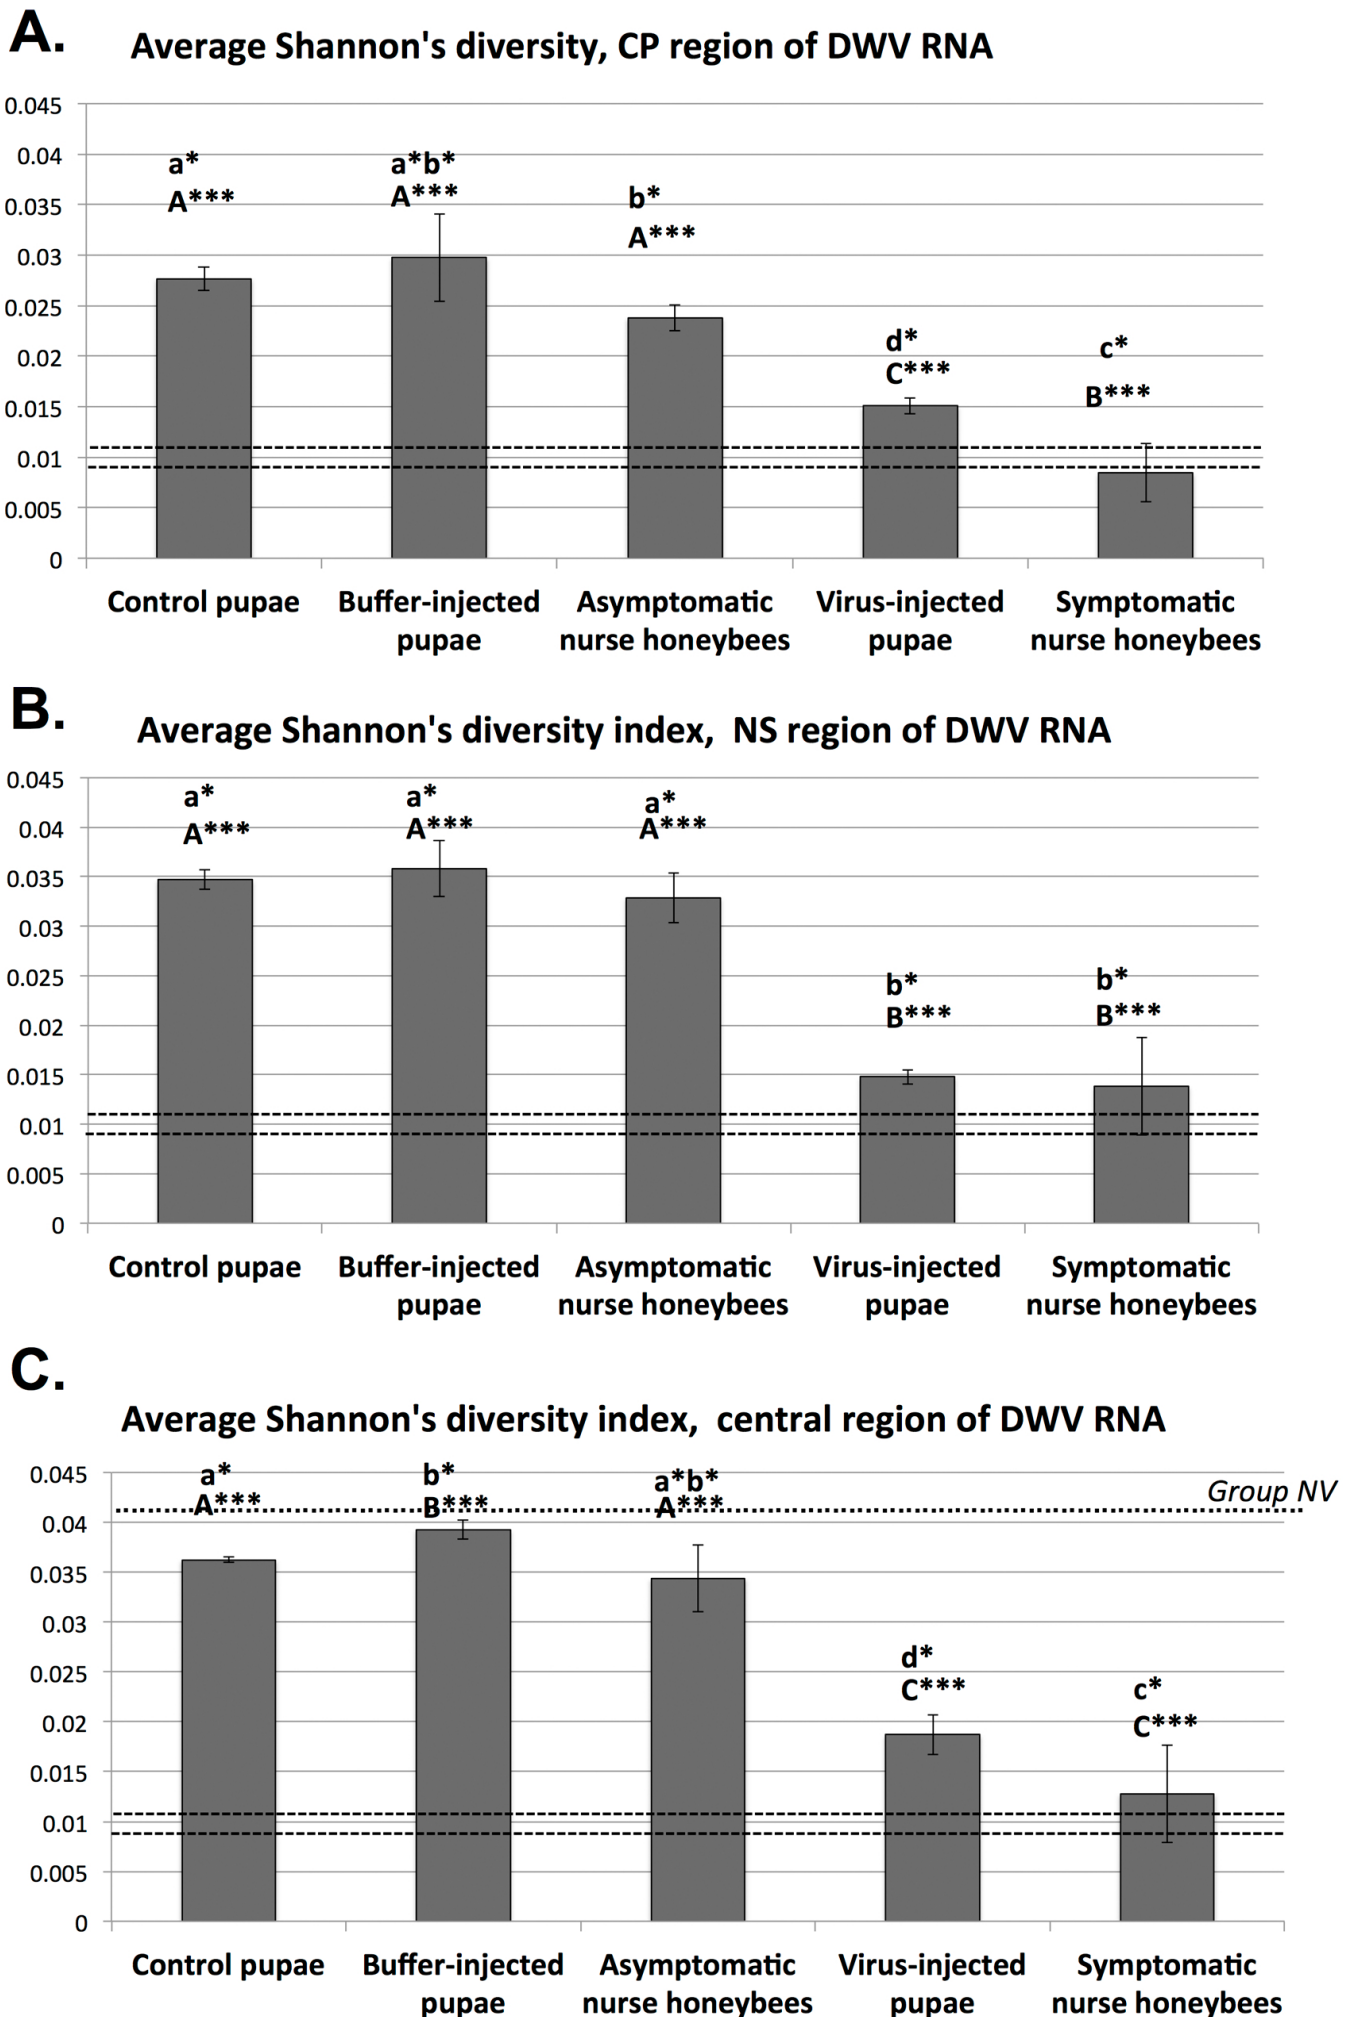 A.
Average Shannon's diversity, CP region of DWV RNA
0.045
0.04
0.035
0.03
0.025
0.02
0.015
0.01
0.005
0
a*
A***
a*b*
A***
b*
A***
d*
C***
c*
B***
Control pupae
Buffer-injected
pupae
Asymptomatic
nurse honeybees
Virus-injected
pupae
Symptomatic
nurse honeybees
B.
Average Shannon's diversity index, NS region of DWV RNA
0.045
0.04
0.035
0.03
0.025
0.02
0.015
0.01
0.005
0
a*
A***
a*
A***
a*
A***
b*
B***
b*
B***
Control pupae
Buffer-injected
pupae
Asymptomatic
nurse honeybees
Virus-injected
pupae
Symptomatic
nurse honeybees
C.
Average Shannon's diversity index, central region of DWV RNA
0.045
0.04
0.035
0.03
0.025
0.02
0.015
0.01
0.005
0
a*
A***
b*
B***
a*b*
A***
d*
C***
c*
C***
Group NV
Control pupae
Buffer-injected
pupae
Asymptomatic
nurse honeybees
Virus-injected
pupae
Symptomatic
nurse honeybees